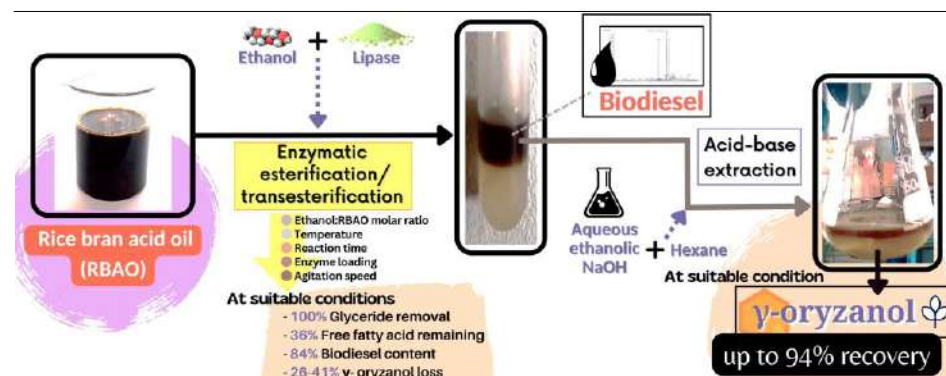 Ethanol + Lipase
Biodiesel
Enzymatic
esterification/
transesterification
Ethanol:RBAO molar ratio
Temperature
Reaction time
Enzyme loading
Agitation speed
Rice bran acid oil
(RBAO)
At suitable conditions
- 100% Glyceride removal
- 36% Free fatty acid remaining
- 84% Biodiesel content
- 26-41% γ- oryzanol loss
Acid-base
extraction
Aqueous
ethanolic
NaOH
+ Hexane
At suitable condition
γ-oryzanol
up to 94% recovery